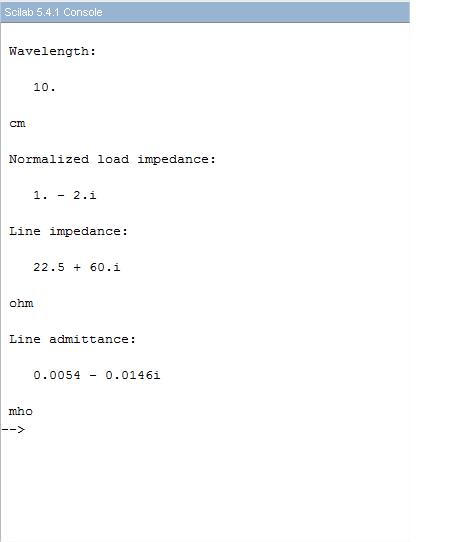 Scilab 5.4.1 Console
Wavelength:
10.
cm
Normalized load impedance:
1. - 2.i
Line impedance:
22.5 + 60.i
ohm
Line admittance:
0.0054 - 0.0146i
mho
-->